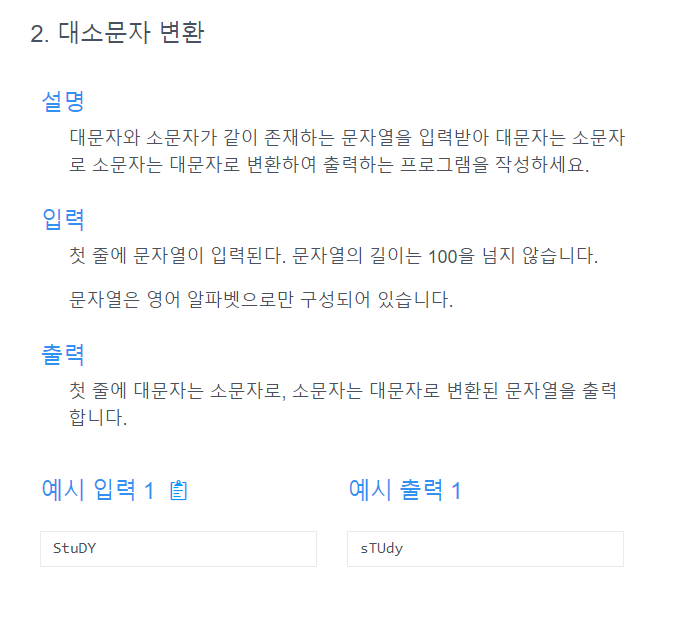 2. 대소문자 변환
설명
대문자와 소문자가 같이 존재하는 문자열을 입력받아 대문자는 소문자
로 소문자는 대문자로 변환하여 출력하는 프로그램을 작성하세요.
입력
첫 줄에 문자열이 입력된다. 문자열의 길이는 100을 넘지 않습니다.
문자열은 영어 알파벳으로만 구성되어 있습니다.
출력
첫 줄에 대문자는 소문자로, 소문자는 대문자로 변환된 문자열을 출력
합니다.
예시 입력 1
StuDY
예시 출력 1
sTUdy